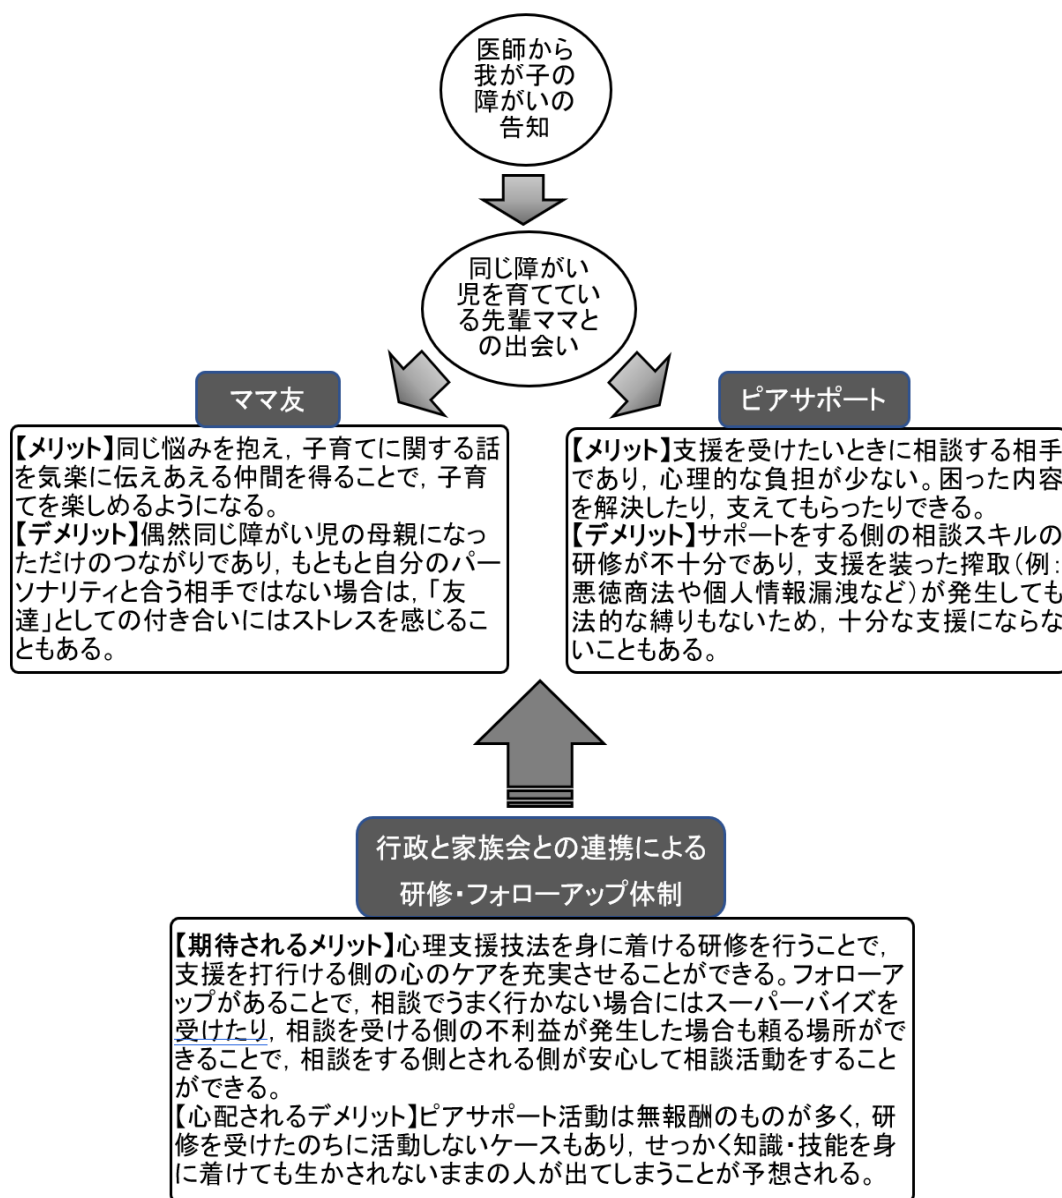 医師から
我が子の
障がいの
告知
同じ障がい
児を育ててい
る先輩ママと
の出会い
ママ友
【メリット】同じ悩みを抱え，子育てに関する話
を気楽に伝えあえる仲間を得ることで，子育
てを楽しめるようになる。
【デメリット】偶然同じ障がい児の母親になっ
ただけのつながりであり，もともと自分のパー
ソナリティと合う相手ではない場合は，「友
達」としての付き合いにはストレスを感じるこ
ともある。
ピアサポート
【メリット】支援を受けたいときに相談する相手
であり，心理的な負担が少ない。困った内容
を解決したり，支えてもらったりできる。
【デメリット】サポートをする側の相談スキルの
研修が不十分であり，支援を装った搾取（例：
悪徳商法や個人情報漏洩など）が発生しても
法的な縛りもないため，十分な支援にならな
いこともある。
行政と家族会との連携による
研修・フォローアップ体制
【期待されるメリット】心理支援技法を身に着ける研修を行うことで，
支援を打行ける側の心のケアを充実させることができる。フォローア
ップがあることで，相談でうまく行かない場合にはスーパーバイズを
受けたり，相談を受ける側の不利益が発生した場合も頼る場所がで
きることで，相談をする側とされる側が安心して相談活動をすること
ができる。
【心配されるデメリット】ピアサポート活動は無報酬のものが多く，研
修を受けたのちに活動しないケースもあり，せっかく知識・技能を身
に着けても生かされないままの人が出てしまうことが予想される。